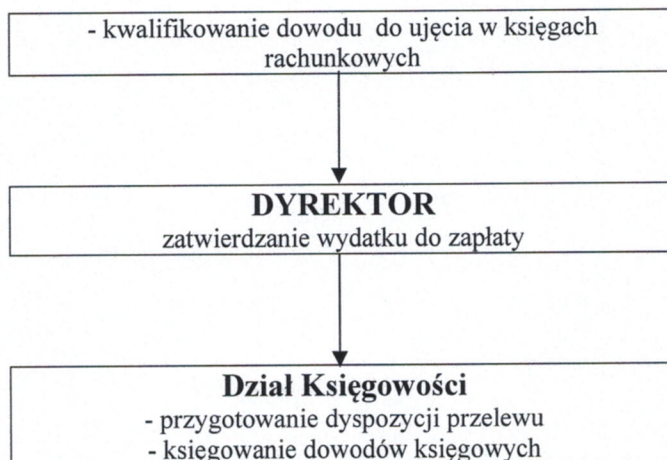 - kwalifikowanie dowodu do ujęcia w księgach
rachunkowych
DYREKTOR
zatwierdzanie wydatku do zapłaty
Dział Księgowości
- przygotowanie dyspozycji przelewu
- księgowanie dowodów księgowych